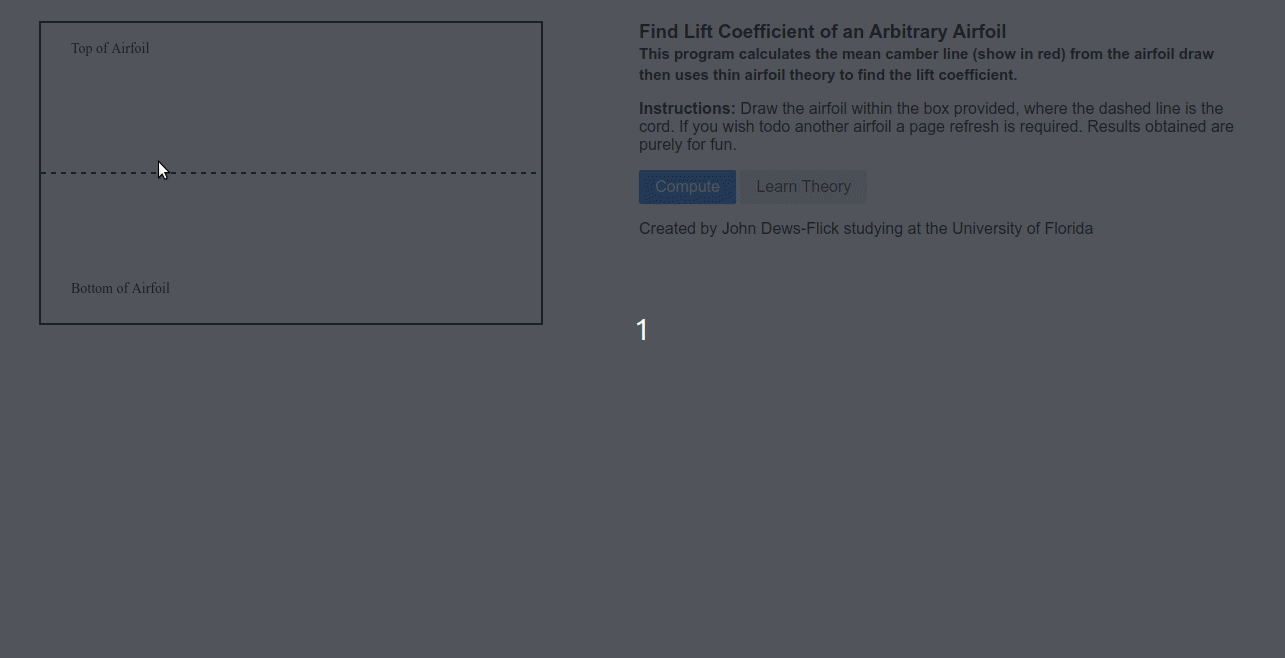 Top of Airfoil
Bottom of Airfoil
Find Lift Coefficient of an Arbitrary Airfoil
This program calculates the mean camber line (show in red) from the airfoil draw
then uses thin airfoil theory to find the lift coefficient.
Instructions: Draw the airfoil within the box provided, where the dashed line is the
cord. If you wish todo another airfoil a page refresh is required. Results obtained are
purely for fun.
Compute Learn Theory
Created by John Dews-Flick studying at the University of Florida
1